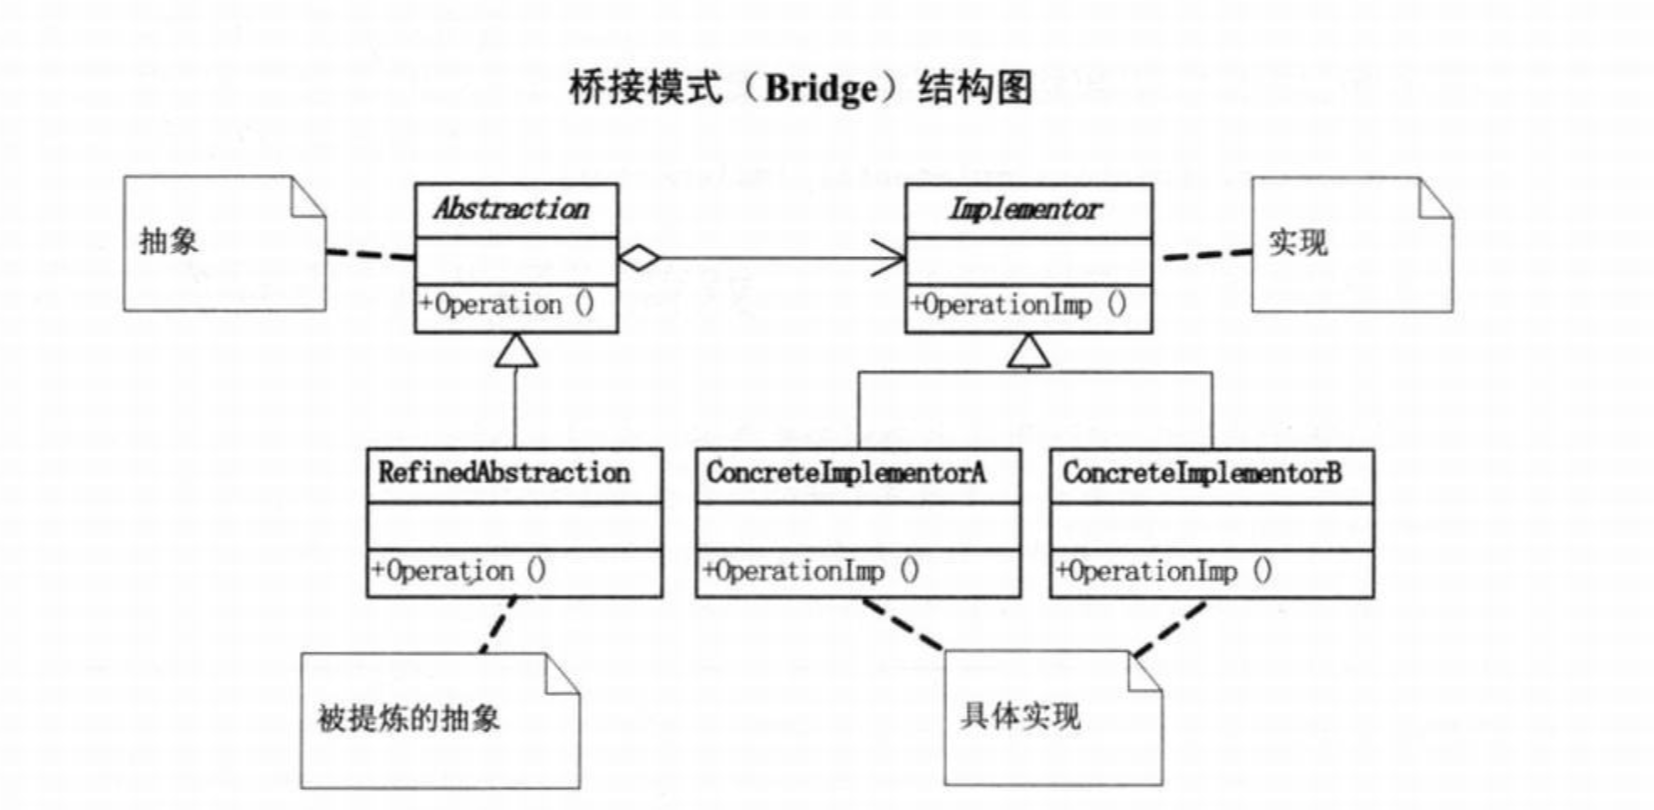 桥接模式（Bridge）结构图
抽象
Abstraction
+Operation ()
Implementor
+OperationImp ()
实现
RefinedAbstraction
+Operation ()
ConcreteImplementorA
+OperationImp ()
ConcreteImplementorB
+OperationImp ()
被提炼的抽象
具体实现